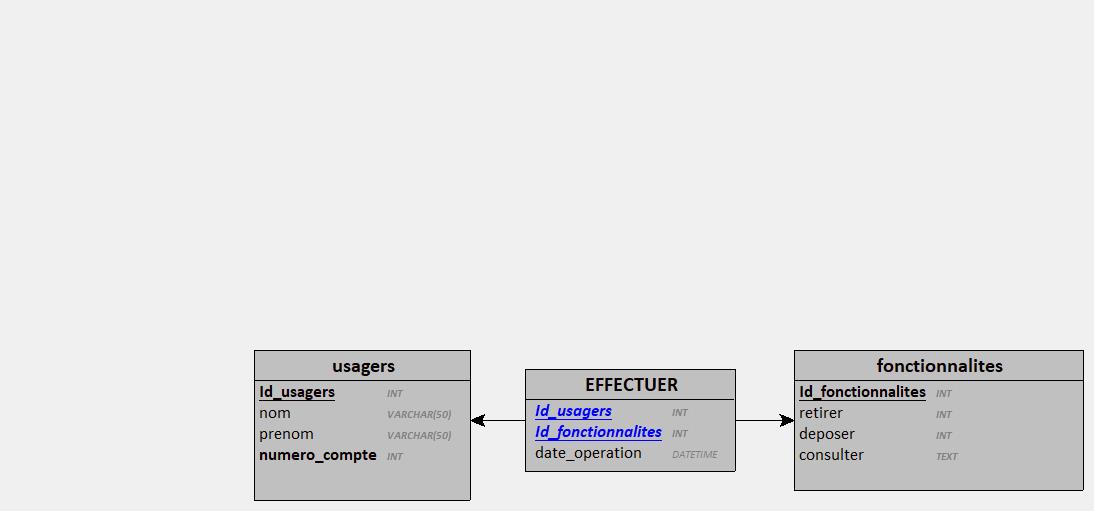 usagers
Id_usagers INT
nom VARCHAR(50)
prenom VARCHAR(50)
numero_compte INT
EFFECTUER
Id_usagers INT
Id_fonctionnalites INT
date_operation DATETIME
fonctionnalites
Id_fonctionnalites INT
retirer INT
deposer INT
consulter TEXT